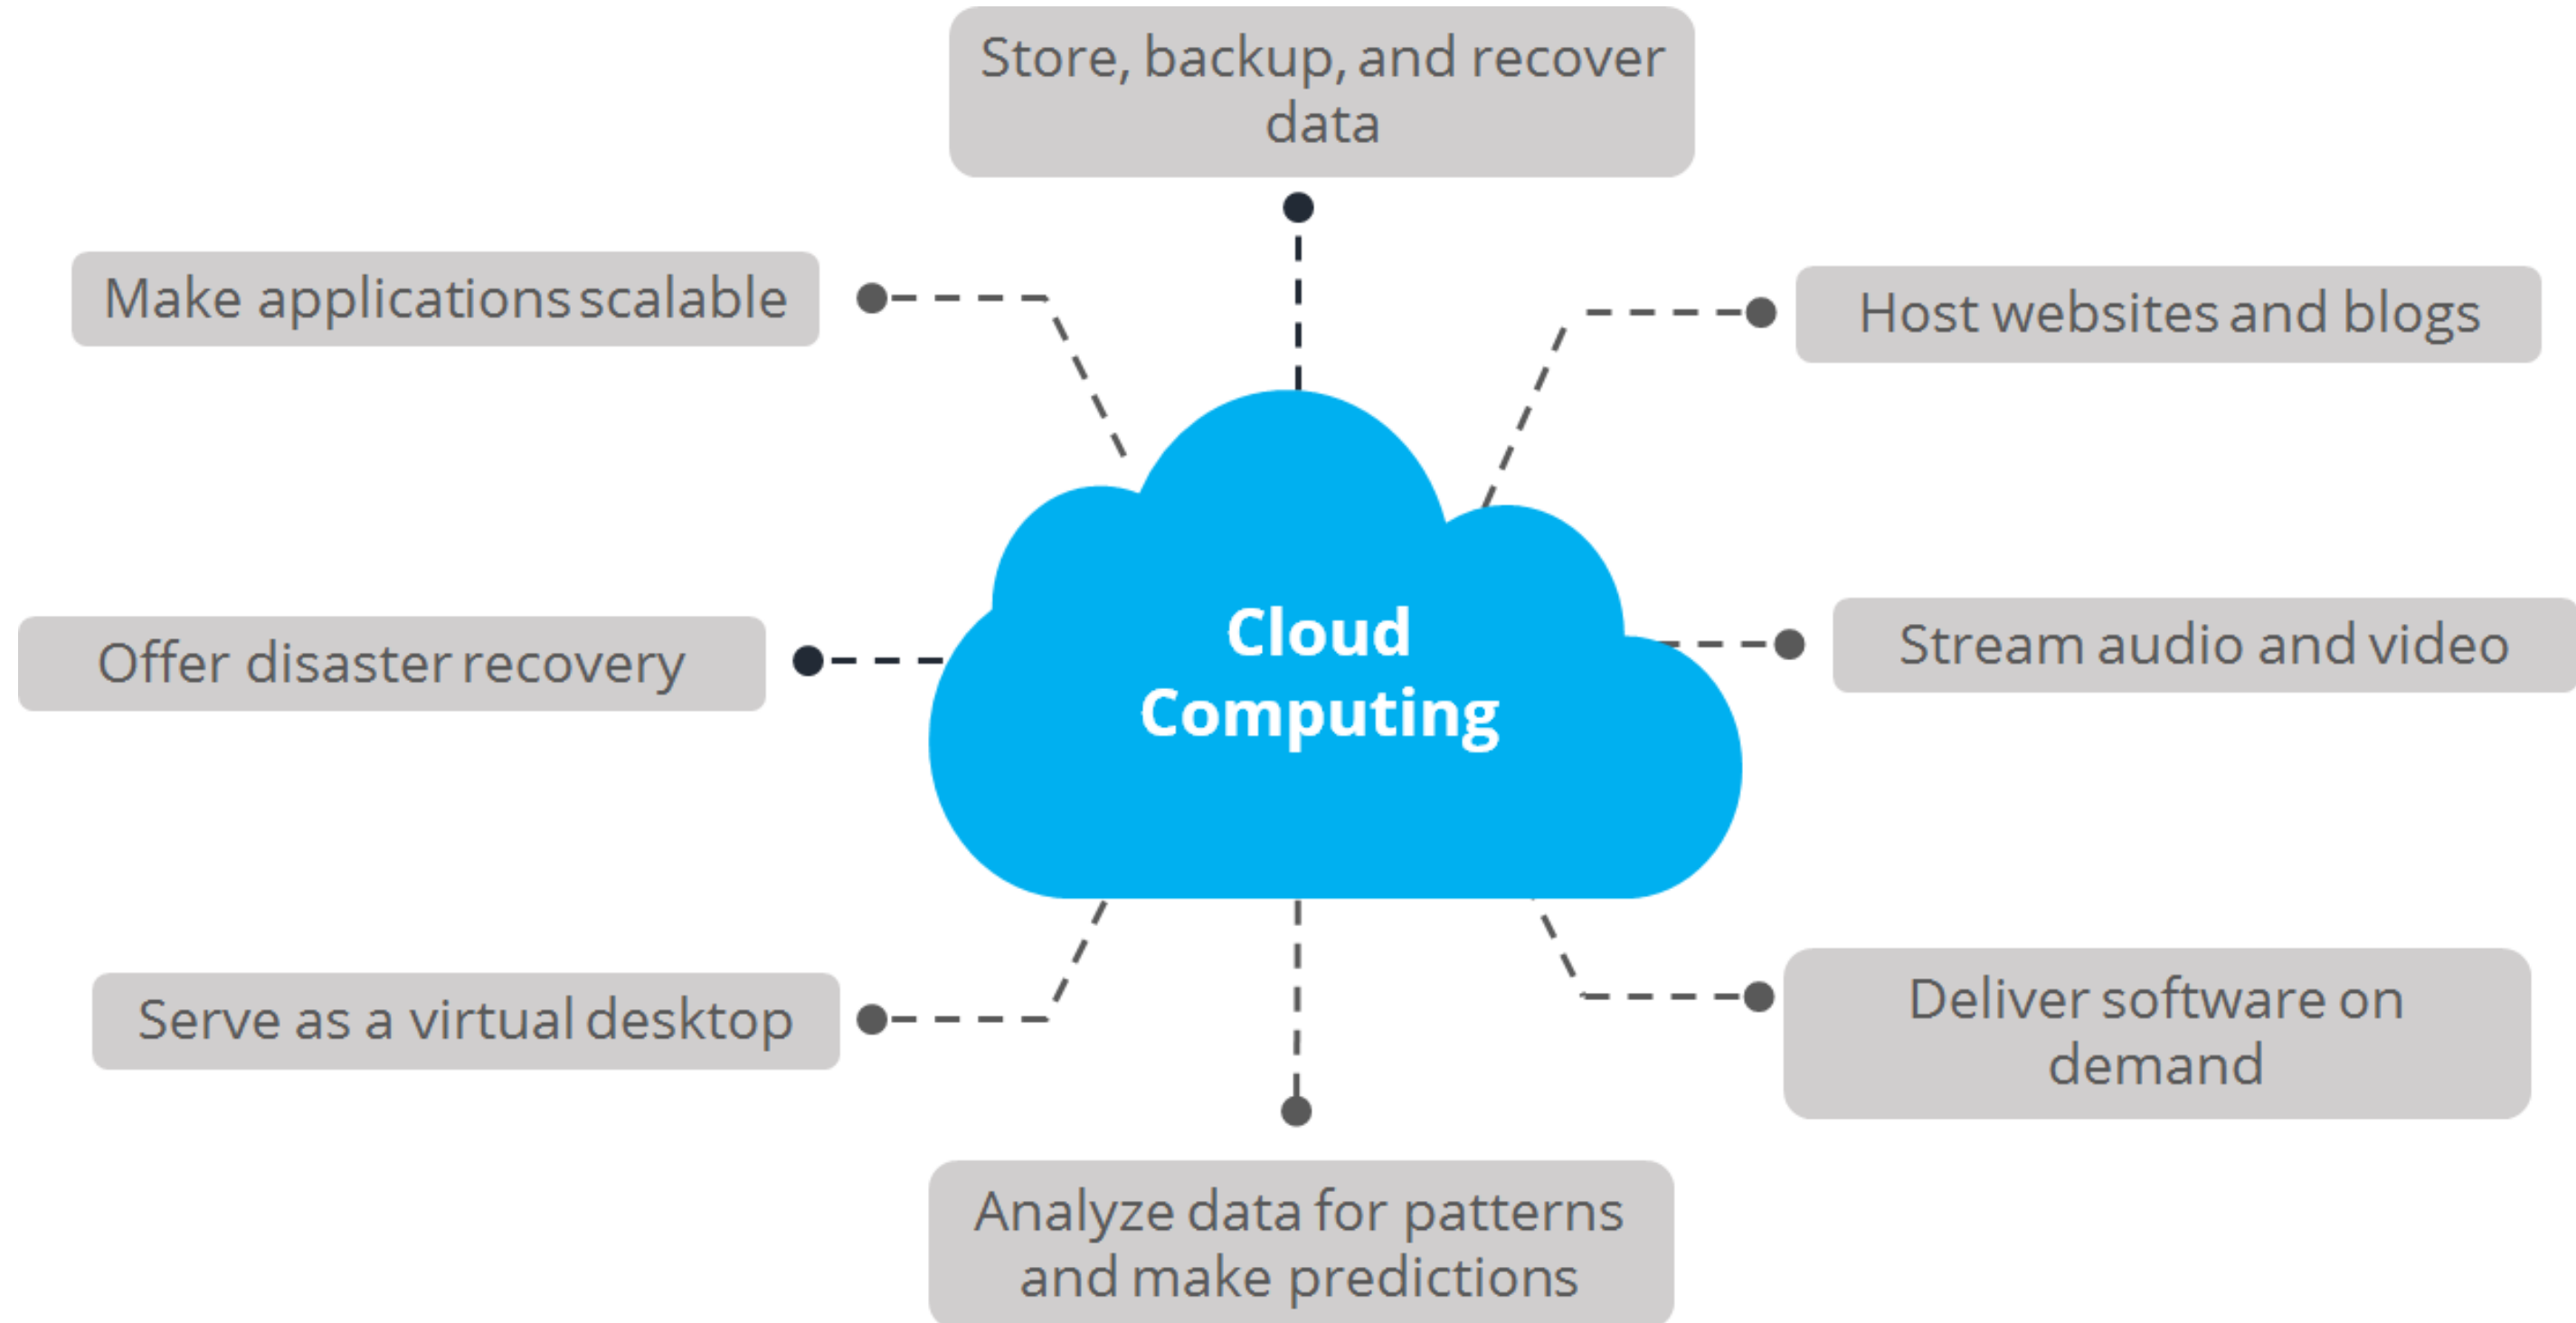 Store, backup, and recover
data
Make applications scalable
Host websites and blogs
Cloud
Computing
Offer disaster recovery
Stream audio and video
Serve as a virtual desktop
Deliver software on
demand
Analyze data for patterns
and make predictions